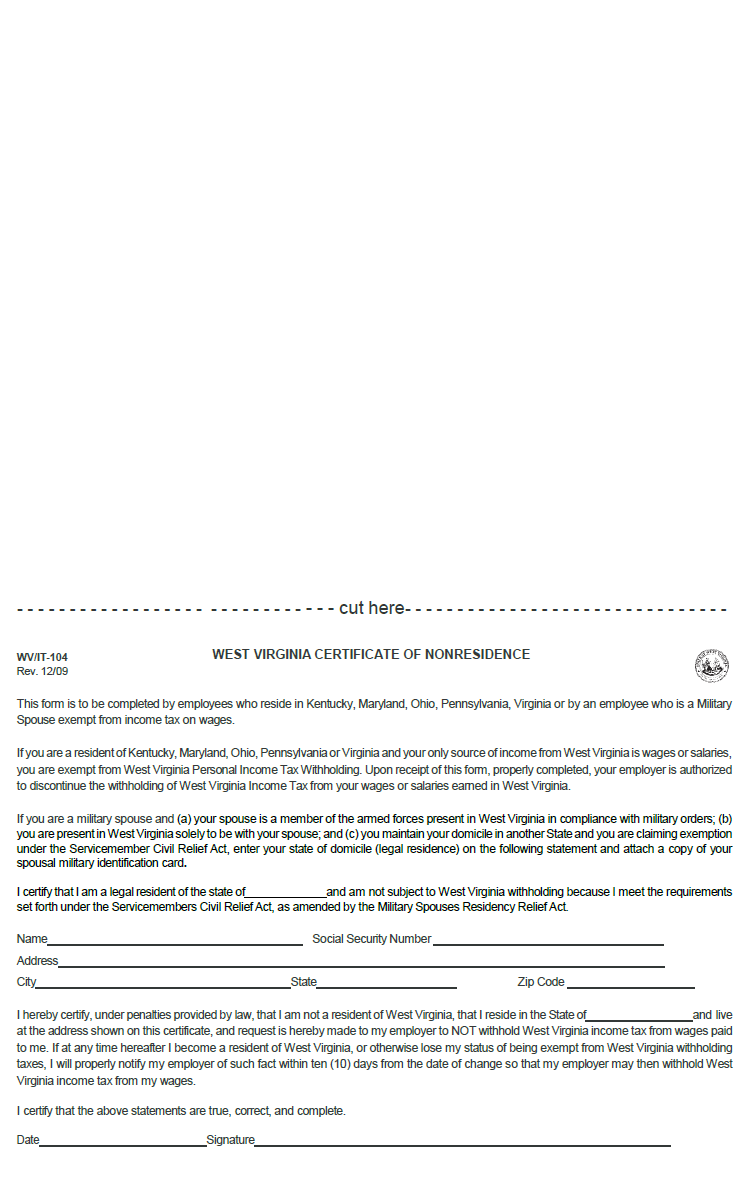 - - - - - - - - - - - - - - - - - - - - - - - - - - - - - - cut here- - - - - - - - - - - - - - - - - - - - - - - - - - - - - - -
WV/IT-104
WEST VIRGINIA CERTIFICATE OF NONRESIDENCE
Rev. 12/09
This form is to be completed by employees who reside in Kentucky, Maryland, Ohio, Pennsylvania, Virginia or by an employee who is a Military
Spouse exempt from income tax on wages.
If you are a resident of Kentucky, Maryland, Ohio, Pennsylvania or Virginia and your only source of income from West Virginia is wages or salaries,
you are exempt from West Virginia Personal Income Tax Withholding. Upon receipt of this form, properly completed, your employer is authorized
to discontinue the withholding of West Virginia Income Tax from your wages or salaries earned in West Virginia.
If you are a military spouse and (a) your spouse is a member of the armed forces present in West Virginia in compliance with military orders; (b)
you are present in West Virginia solely to be with your spouse; and (c) you maintain your domicile in another State and you are claiming exemption
under the Servicemember Civil Relief Act, enter your state of domicile (legal residence) on the following statement and attach a copy of your
spousal military identification card.
I certify that I am a legal resident of the state of_____________and am not subject to West Virginia withholding because I meet the requirements
set forth under the Servicemembers Civil Relief Act, as amended by the Military Spouses Residency Relief Act.
Name________________________________ Social Security Number_____________________________
Address____________________________________________________________________________
City________________________________State__________________ Zip Code________________
I hereby certify, under penalties provided by law, that I am not a resident of West Virginia, that I reside in the State of_________________and live
at the address shown on this certificate, and request is hereby made to my employer to NOT withhold West Virginia income tax from wages paid
to me. If at any time hereafter I become a resident of West Virginia, or otherwise lose my status of being exempt from West Virginia withholding
taxes, I will properly notify my employer of such fact within ten (10) days from the date of change so that my employer may then withhold West
Virginia income tax from my wages.
I certify that the above statements are true, correct, and complete.
Date_____________________Signature____________________________________________________